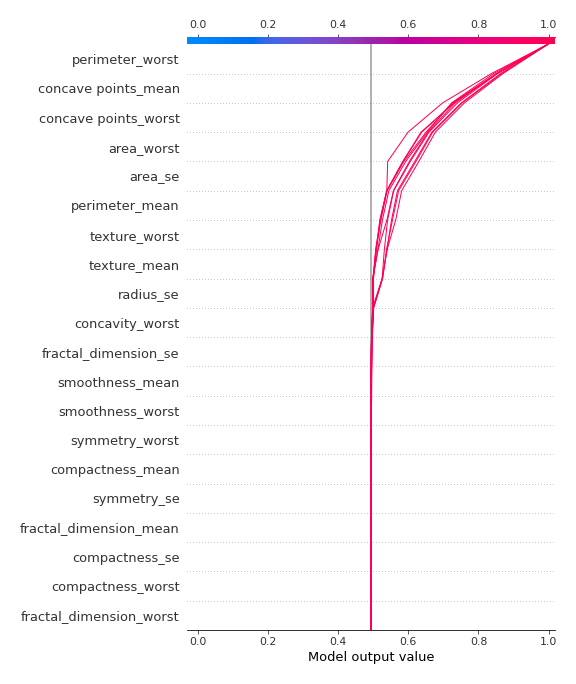 0.0 0.2 0.4 0.6 0.8 1.0
perimeter_worst
concave points_mean
concave points_worst
area_worst
area_se
perimeter_mean
texture_worst
texture_mean
radius_se
concavity_worst
fractal_dimension_se
smoothness_mean
smoothness_worst
symmetry_worst
compactness_mean
symmetry_se
fractal_dimension_mean
compactness_se
compactness_worst
fractal_dimension_worst
0.0 0.2 0.4 0.6 0.8 1.0
Model output value